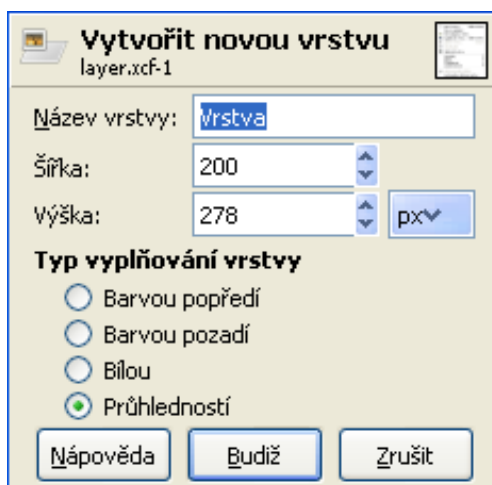 Vytvořit novou vrstvu
layer.xcf-1
Název vrstvy: Vrstva
Šířka: 200
Výška: 278 px
Typ vyplňování vrstvy
Barvou popředí
Barvou pozadí
Bílou
Průhledností
Nápověda Budiž Zrušit